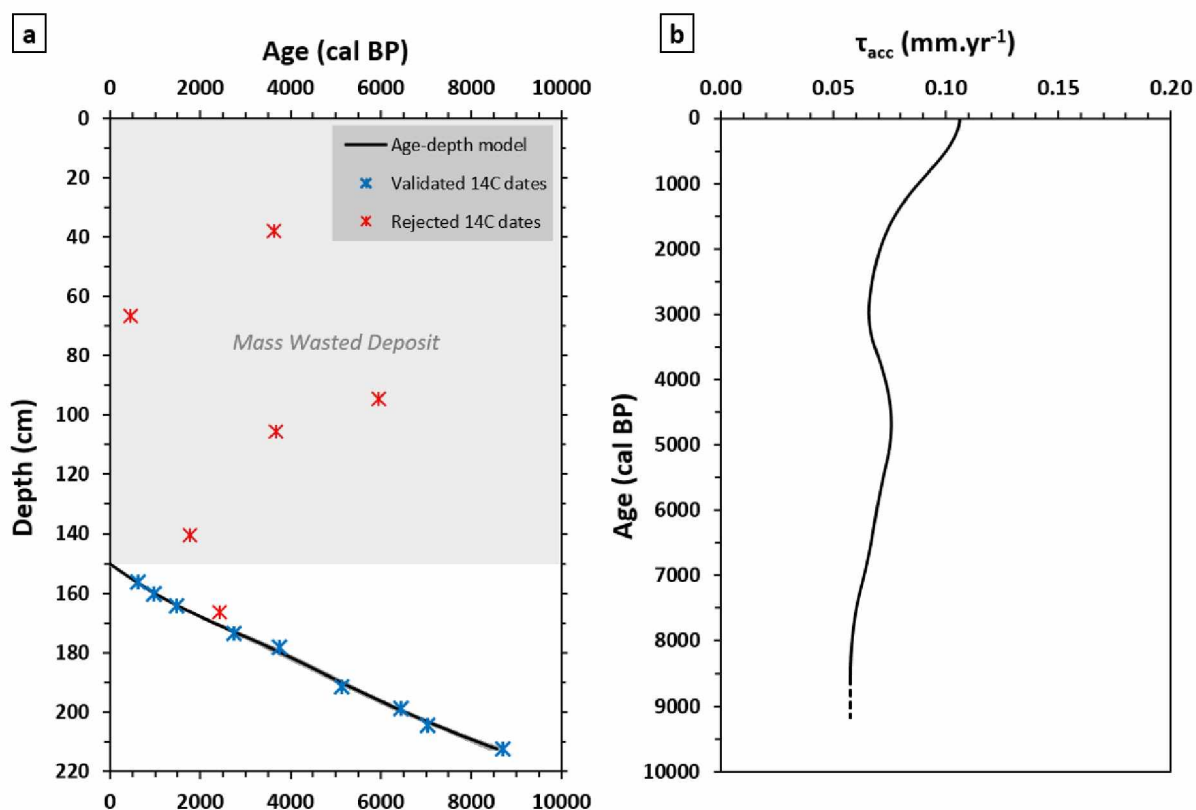 a
Age (cal BP)
0 2000 4000 6000 8000 10000
Depth (cm)
0
20
40
60
80
100
120
140
160
180
200
220
Age-depth model
Validated 14C dates
Rejected 14C dates
Mass Wasted Deposit
0 2000 4000 6000 8000 10000
b
τacc (mm.yr-1)
0.00 0.05 0.10 0.15 0.20
Age (cal BP)
0
1000
2000
3000
4000
5000
6000
7000
8000
9000
10000